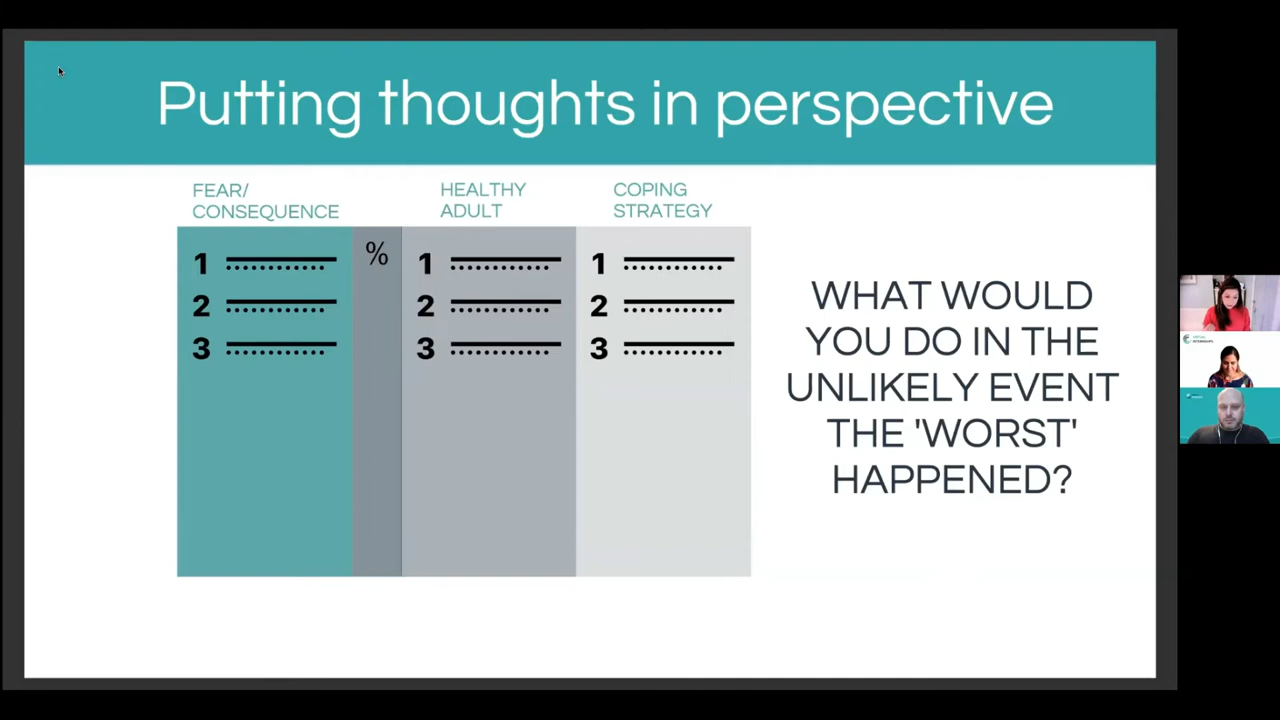 Putting thoughts in perspective
FEAR/
CONSEQUENCE
HEALTHY
ADULT
COPING
STRATEGY
%
1
2
3
1
2
3
1
2
3
WHAT WOULD
YOU DO IN THE
UNLIKELY EVENT
THE 'WORST'
HAPPENED?